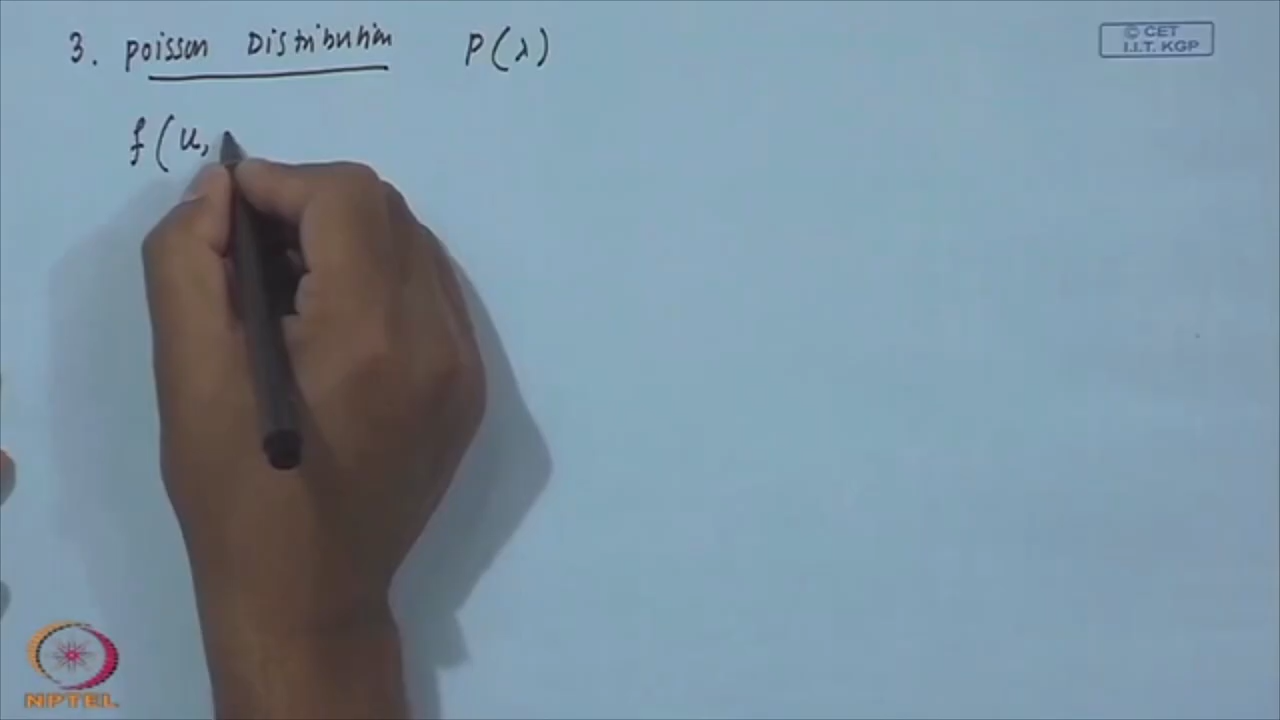 3. Poisson Distribution P(λ)
© CET
I.I.T. KGP
f(u,
NPTEL